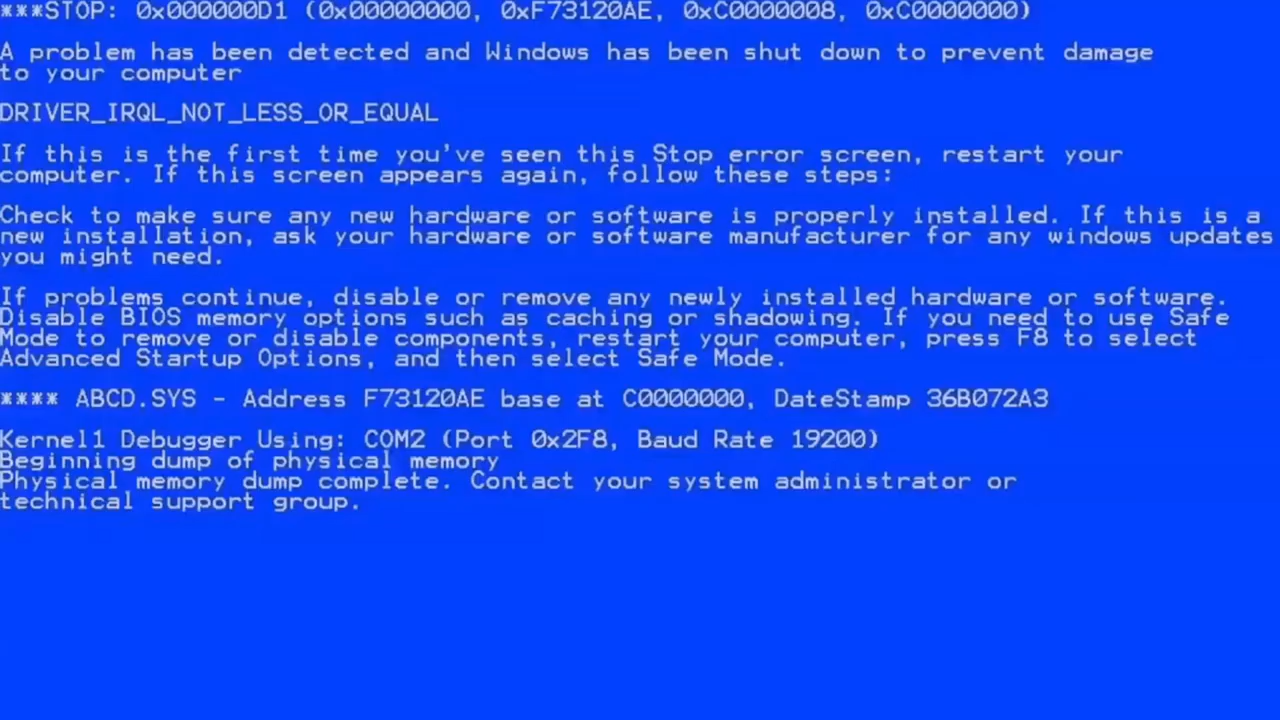 ***STOP: 0x000000D1 (0x00000000, 0xF73120AE, 0xC0000008, 0xC0000000)
A problem has been detected and Windows has been shut down to prevent damage
to your computer
DRIVER_IRQL_NOT_LESS_OR_EQUAL
If this is the first time you've seen this Stop error screen, restart your
computer. If this screen appears again, follow these steps:
Check to make sure any new hardware or software is properly installed. If this is a
new installation, ask your hardware or software manufacturer for any windows updates
you might need.
If problems continue, disable or remove any newly installed hardware or software.
Disable BIOS memory options such as caching or shadowing. If you need to use Safe
Mode to remove or disable components, restart your computer, press F8 to select
Advanced Startup Options, and then select Safe Mode.
**** ABCD.SYS - Address F73120AE base at C0000000, DateStamp 36B072A3
Kernel1 Debugger Using: COM2 (Port 0x2F8, Baud Rate 19200)
Beginning dump of physical memory
Physical memory dump complete. Contact your system administrator or
technical support group.